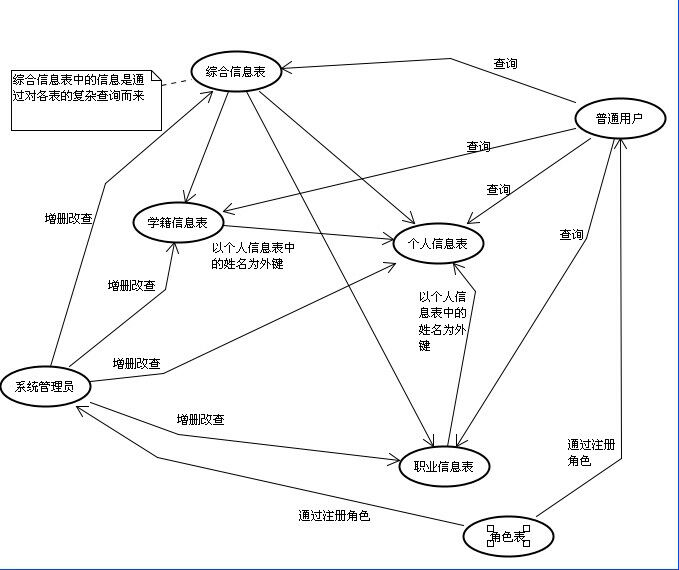 查询
综合信息表
综合信息表中的信息是通
过对各表的复杂查询而来
普通用户
查询
查询
增删改查
学籍信息表
查询
个人信息表
以个人信息表中
的姓名为外键
增删改查
以个人信
息表中的
姓名为外
键
增删改查
系统管理员
增删改查
通过注册
角色
职业信息表
通过注册角色
角色表